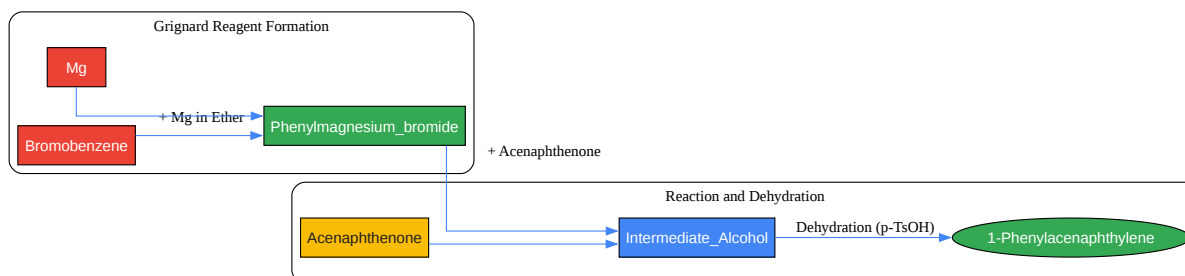 Grignard Reagent Formation
Mg
+ Mg in Ether
Phenylmagnesium_bromide
Bromobenzene
+ Acenaphthenone
Reaction and Dehydration
Acenaphthenone
Intermediate_Alcohol
Dehydration (p-TsOH)
1-Phenylacenaphthylene